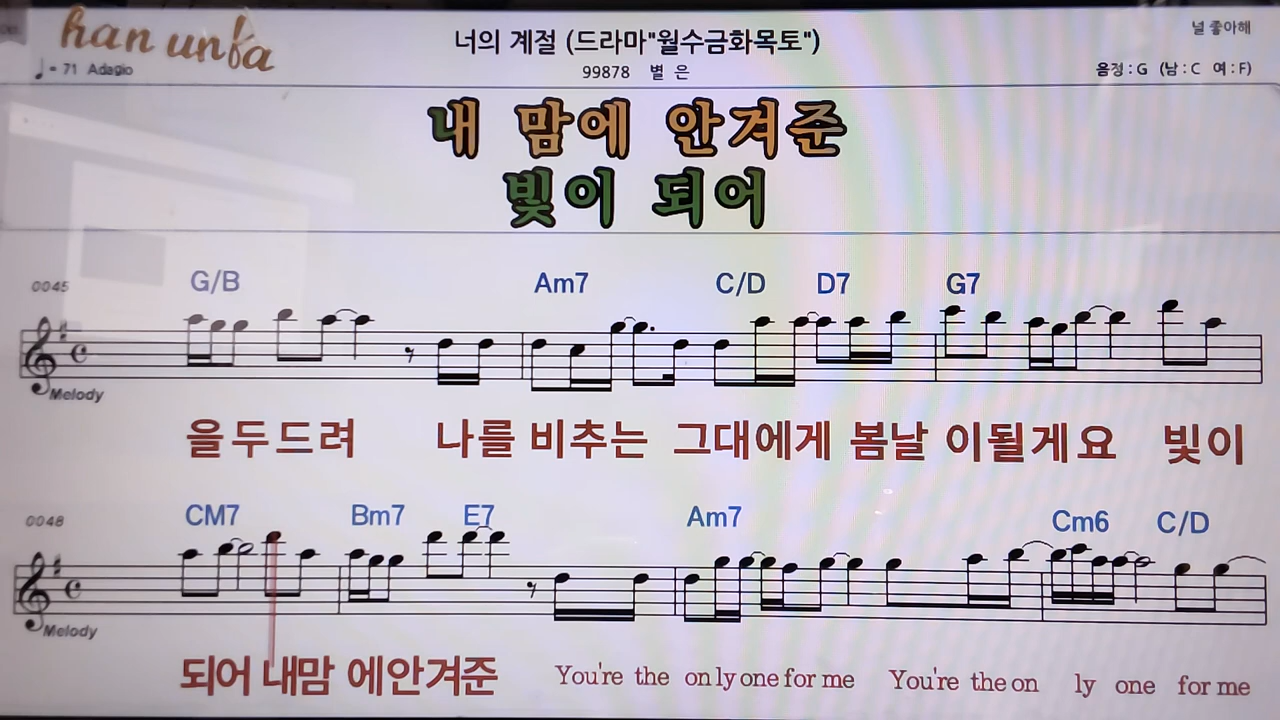 han unba
너의 계절 (드라마"월수금화목토")
널 좋아해
♩= 71 Adagio
99878 별 은
음정 : G (남 : C 여 : F)
내 맘에 안겨준
빛이 되어
0045 G/B Am7 C/D D7 G7
Melody
을두드려 나를 비추는 그대에게 봄날 이될게요 빛이
0048 CM7 Bm7 E7 Am7 Cm6 C/D
Melody
되어 내맘 에안겨준 You're the on ly one for me You're the on ly one for me